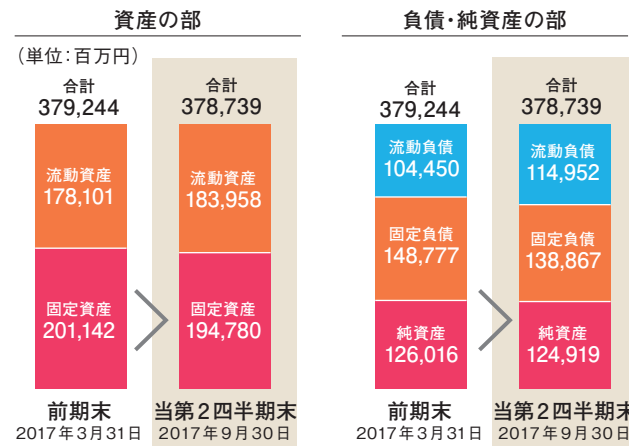 資産の部
(単位:百万円)
合計
379,244
流動資産
178,101
固定資産
201,142
前期末
2017年3月31日
合計
378,739
流動資産
183,958
固定資産
194,780
当第2四半期末
2017年9月30日
負債・純資産の部
合計
379,244
流動負債
104,450
固定負債
148,777
純資産
126,016
前期末
2017年3月31日
合計
378,739
流動負債
114,952
固定負債
138,867
純資産
124,919
当第2四半期末
2017年9月30日